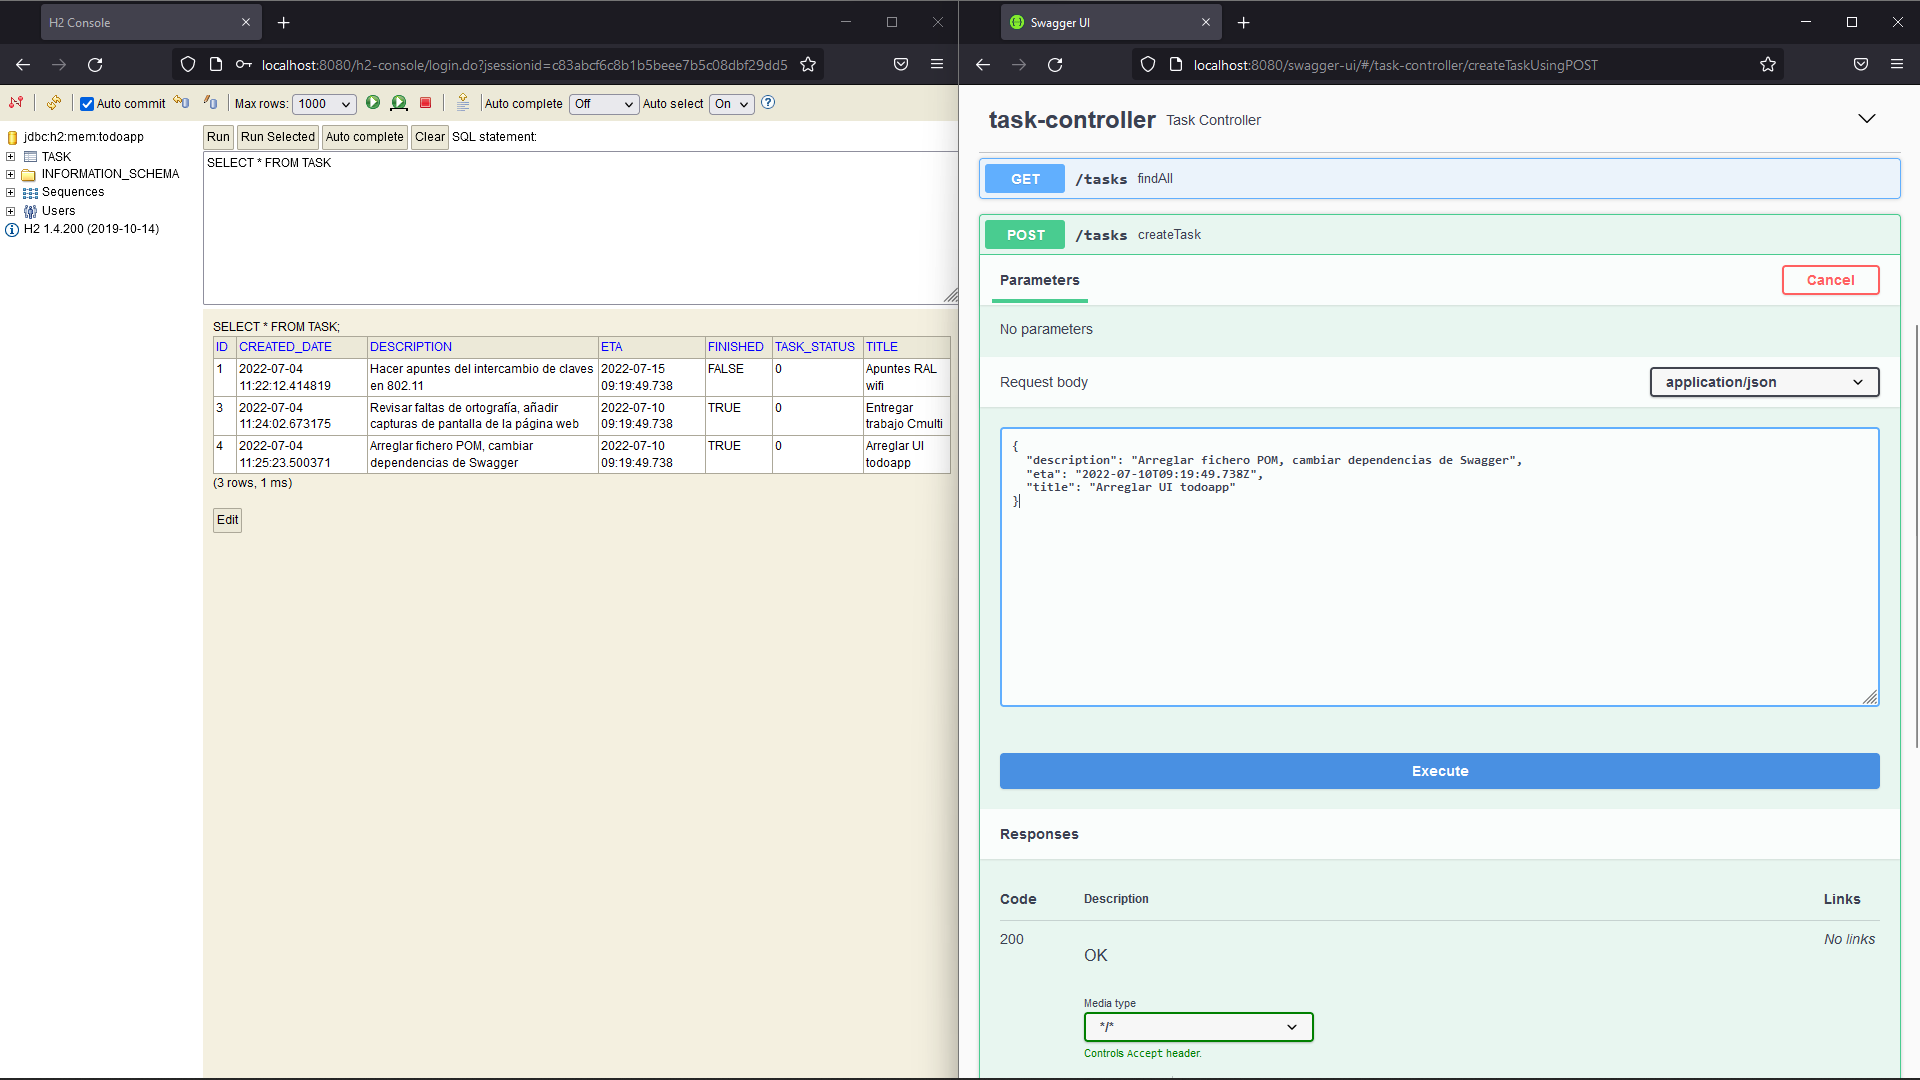 H2 Console
localhost:8080/h2-console/login.do?jsessionid=c83abcf6c8b1b5beee7b5c08dbf29dd5
Auto commit
Max rows: 1000
Auto complete Off
Auto select On
jdbc:h2:mem:todoapp
TASK
INFORMATION_SCHEMA
Sequences
Users
H2 1.4.200 (2019-10-14)
Run Run Selected Auto complete Clear SQL statement:
SELECT * FROM TASK
SELECT * FROM TASK;
ID CREATED_DATE DESCRIPTION ETA FINISHED TASK_STATUS TITLE
1 2022-07-04 Hacer apuntes del intercambio de claves 2022-07-15 FALSE 0 Apuntes RAL
11:22:12.414819 en 802.11 09:19:49.738 wifi
3 2022-07-04 Revisar faltas de ortografía, añadir 2022-07-10 TRUE 0 Entregar
11:24:02.673175 capturas de pantalla de la página web 09:19:49.738 trabajo Cmulti
4 2022-07-04 Arreglar fichero POM, cambiar 2022-07-10 TRUE 0 Arreglar UI
11:25:23.500371 dependencias de Swagger 09:19:49.738 todoapp
(3 rows, 1 ms)
Edit
Swagger UI
localhost:8080/swagger-ui/#/task-controller/createTaskUsingPOST
task-controller Task Controller
GET /tasks findAll
POST /tasks createTask
Parameters Cancel
No parameters
Request body application/json
{
"description": "Arreglar fichero POM, cambiar dependencias de Swagger",
"eta": "2022-07-10T09:19:49.738Z",
"title": "Arreglar UI todoapp"
}
Execute
Responses
Code Description Links
200 OK No links
Media type
*/*
Controls Accept header.